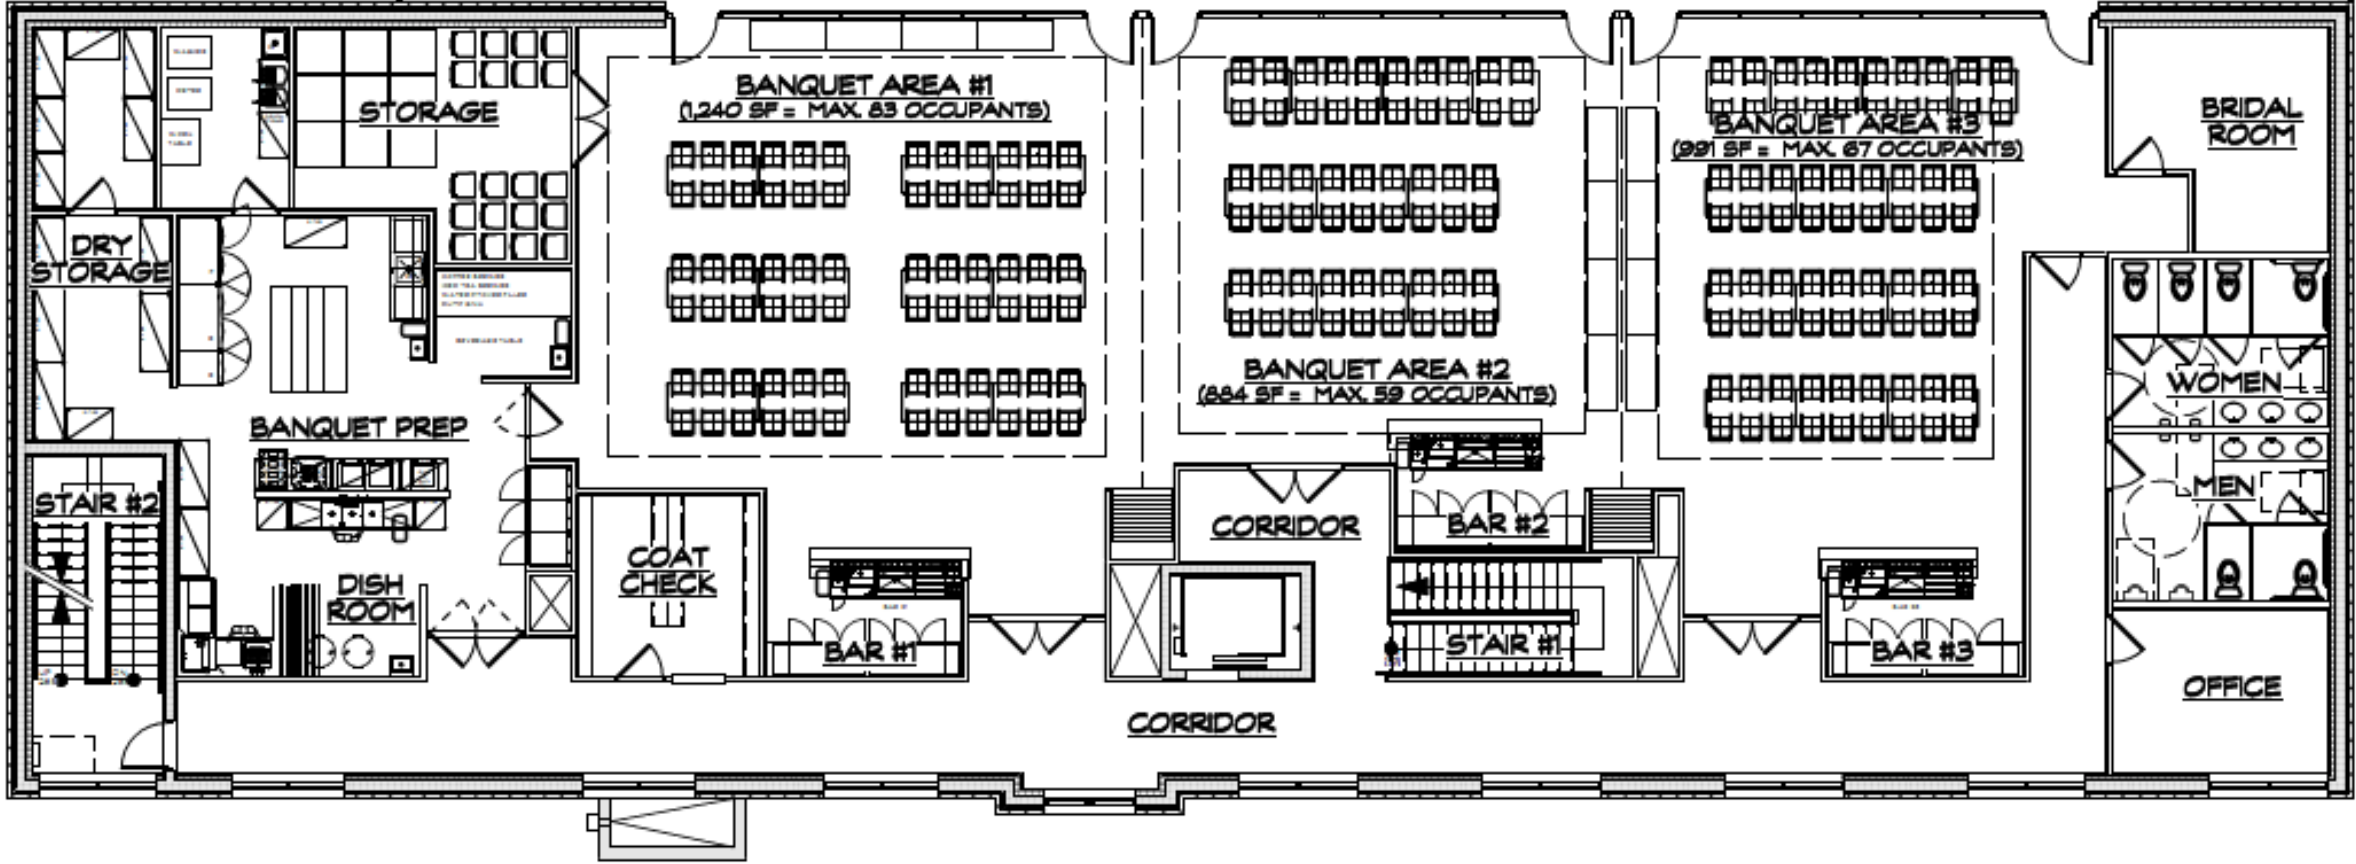 BANQUET AREA #1
(1,240 SF = MAX. 83 OCCUPANTS)
STORAGE
BANQUET AREA #3
(991 SF = MAX. 67 OCCUPANTS)
BRIDAL
ROOM
DRY
STORAGE
BANQUET AREA #2
(884 SF = MAX. 59 OCCUPANTS)
WOMEN
BANQUET PREP
MEN
STAIR #2
CORRIDOR
BAR #2
COAT
CHECK
DISH
ROOM
BAR #1
STAIR #1
BAR #3
OFFICE
CORRIDOR